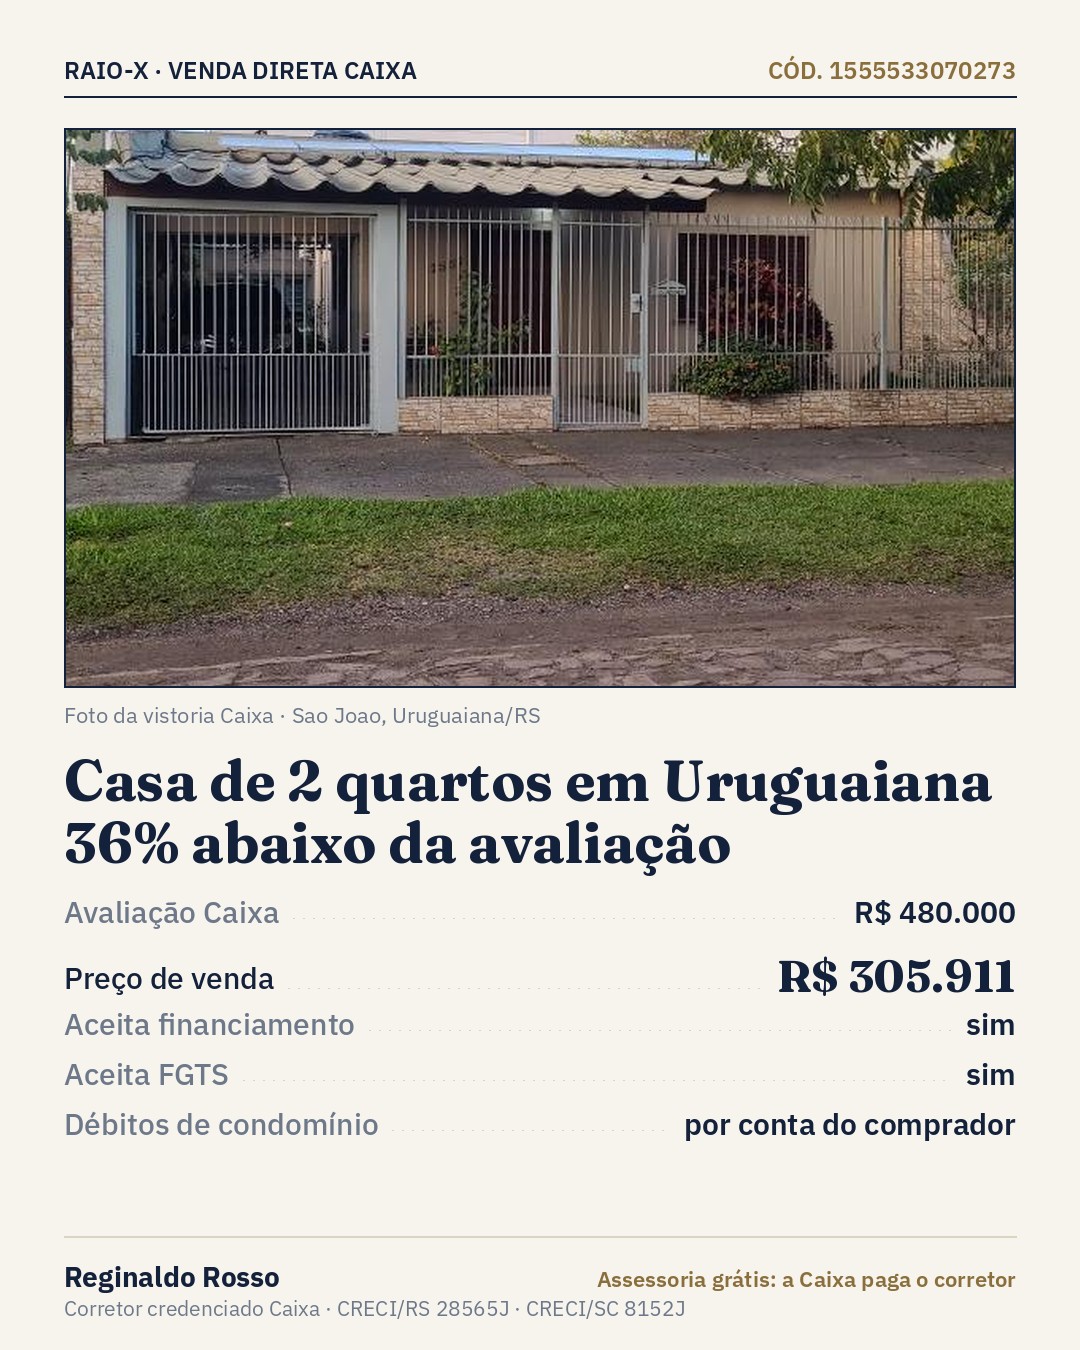 RAIO-X · VENDA DIRETA CAIXA
CÓD. 1555533070273
Foto da vistoria Caixa · Sao Joao, Uruguaiana/RS
Casa de 2 quartos em Uruguaiana
36% abaixo da avaliação
Avaliação Caixa R$ 480.000
Preço de venda R$ 305.911
Aceita financiamento sim
Aceita FGTS sim
Débitos de condomínio por conta do comprador
Reginaldo Rosso
Assessoria grátis: a Caixa paga o corretor
Corretor credenciado Caixa · CRECI/RS 28565J · CRECI/SC 8152J